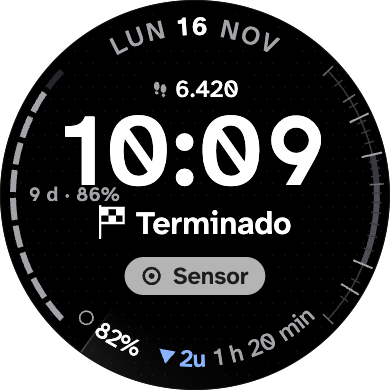 LUN 16 NOV
6.420
10:09
9 d · 86%
Terminado
Sensor
82%
2u 1 h 20 min